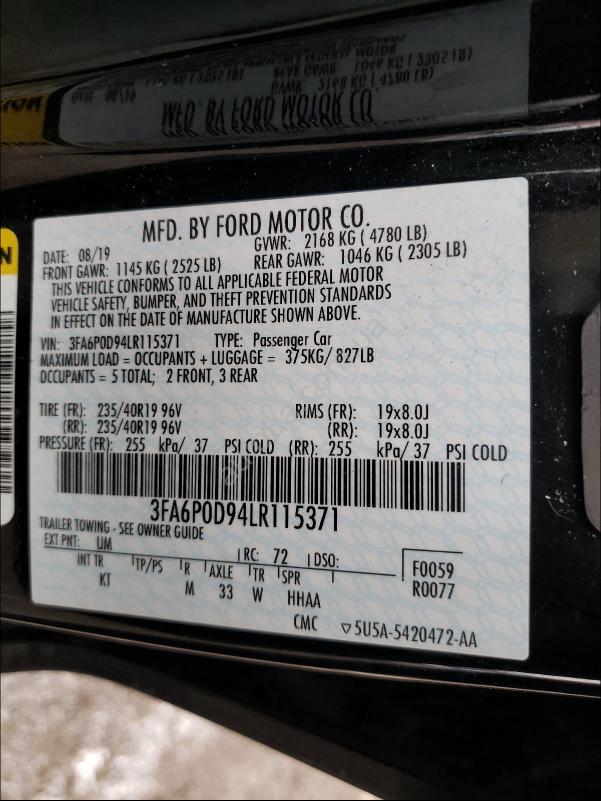 MFD. BY FORD MOTOR CO.
DATE: 08/19 GVWR: 2168 KG ( 4780 LB)
FRONT GAWR: 1145 KG ( 2525 LB) REAR GAWR: 1046 KG ( 2305 LB)
THIS VEHICLE CONFORMS TO ALL APPLICABLE FEDERAL MOTOR
VEHICLE SAFETY, BUMPER, AND THEFT PREVENTION STANDARDS
IN EFFECT ON THE DATE OF MANUFACTURE SHOWN ABOVE.
VIN: 3FA6P0D94LR115371 TYPE: Passenger Car
MAXIMUM LOAD = OCCUPANTS + LUGGAGE = 375KG/ 827LB
OCCUPANTS = 5 TOTAL; 2 FRONT, 3 REAR
TIRE (FR): 235/40R19 96V RIMS (FR): 19x8.0J
(RR): 235/40R19 96V (RR): 19x8.0J
PRESSURE (FR): 255 kPa/ 37 PSI COLD (RR): 255 kPa/ 37 PSI COLD
3FA6P0D94LR115371
TRAILER TOWING - SEE OWNER GUIDE
EXT PNT: UM RC: 72 DSO: F0059
INT TR TP/PS R AXLE TR SPR R0077
KT M 33 W HHAA
CMC 5U5A-5420472-AA